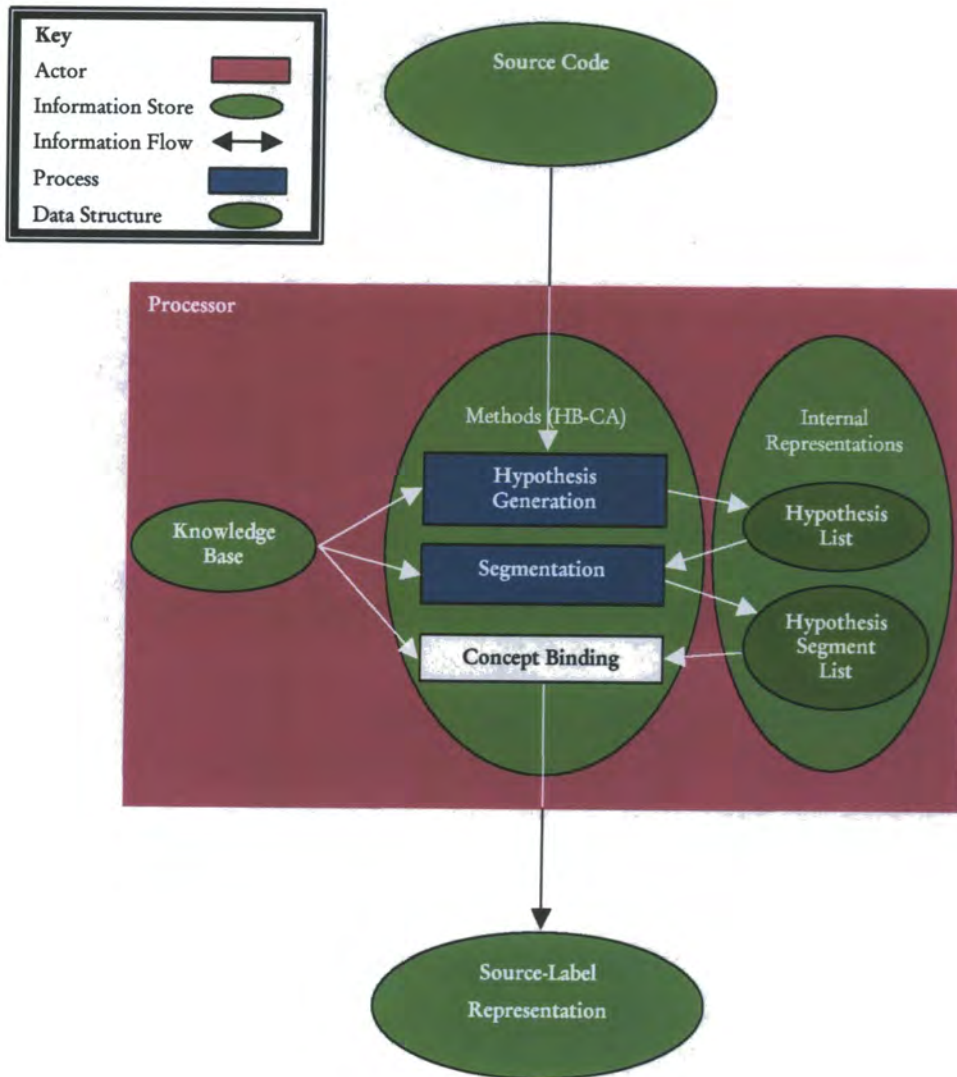 Key
Actor
Information Store
Information Flow
Process
Data Structure
Source Code
Processor
Methods (HB-CA)
Internal
Representations
Hypothesis
Generation
Hypothesis
List
Knowledge
Base
Segmentation
Hypothesis
Segment
List
Concept Binding
Source-Label
Representation